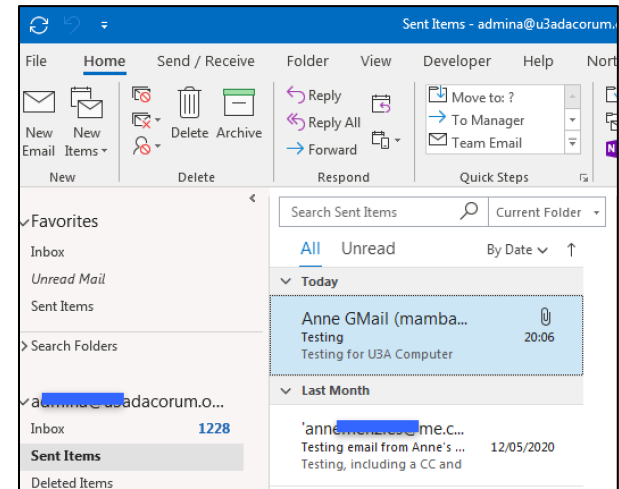 Sent Items - admina@u3adacorum.
File Home Send / Receive Folder View Developer Help Nort
New Email
New Items
Delete
Archive
Reply
Reply All
Forward
Move to: ?
To Manager
Team Email
New Delete Respond Quick Steps
Favorites
Inbox
Unread Mail
Sent Items
Search Folders
adacorum.o...
Inbox 1228
Sent Items
Deleted Items
Search Sent Items Current Folder
All Unread By Date
Today
Anne GMail (mamba...
Testing 20:06
Testing for U3A Computer
Last Month
'anne me.c...
Testing email from Anne's ... 12/05/2020
Testing, including a CC and